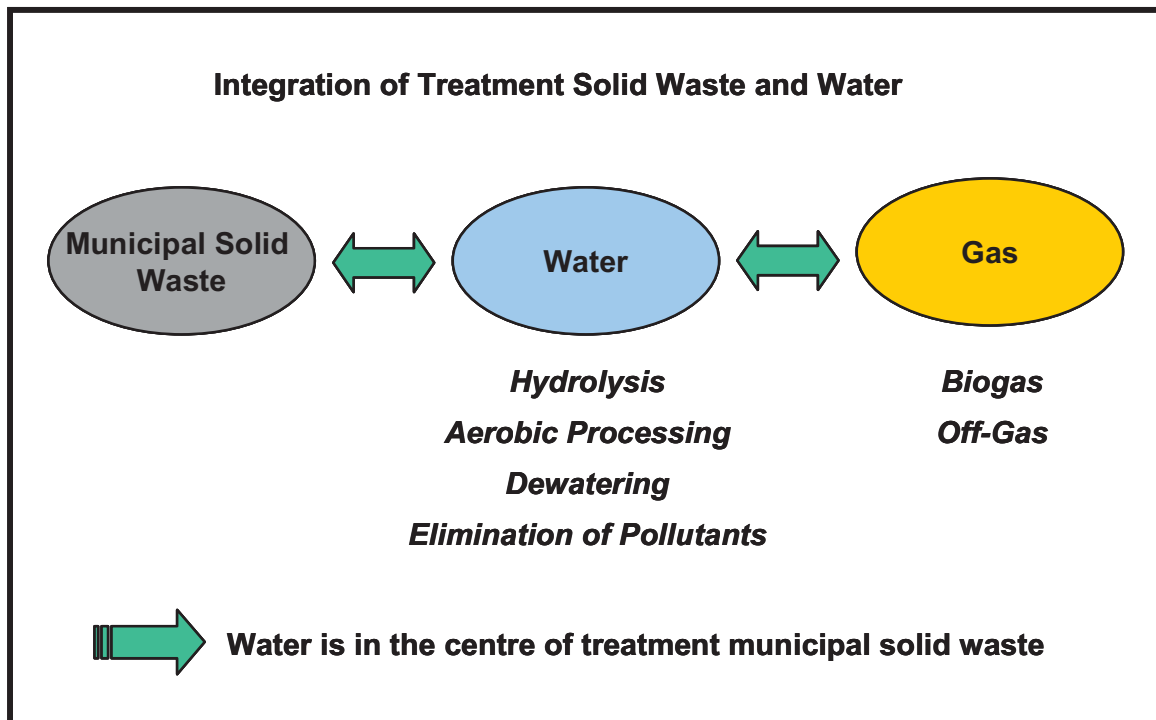 Integration of Treatment Solid Waste and Water
Municipal Solid
Waste
Water
Gas
Hydrolysis
Aerobic Processing
Dewatering
Elimination of Pollutants
Biogas
Off-Gas
Water is in the centre of treatment municipal solid waste